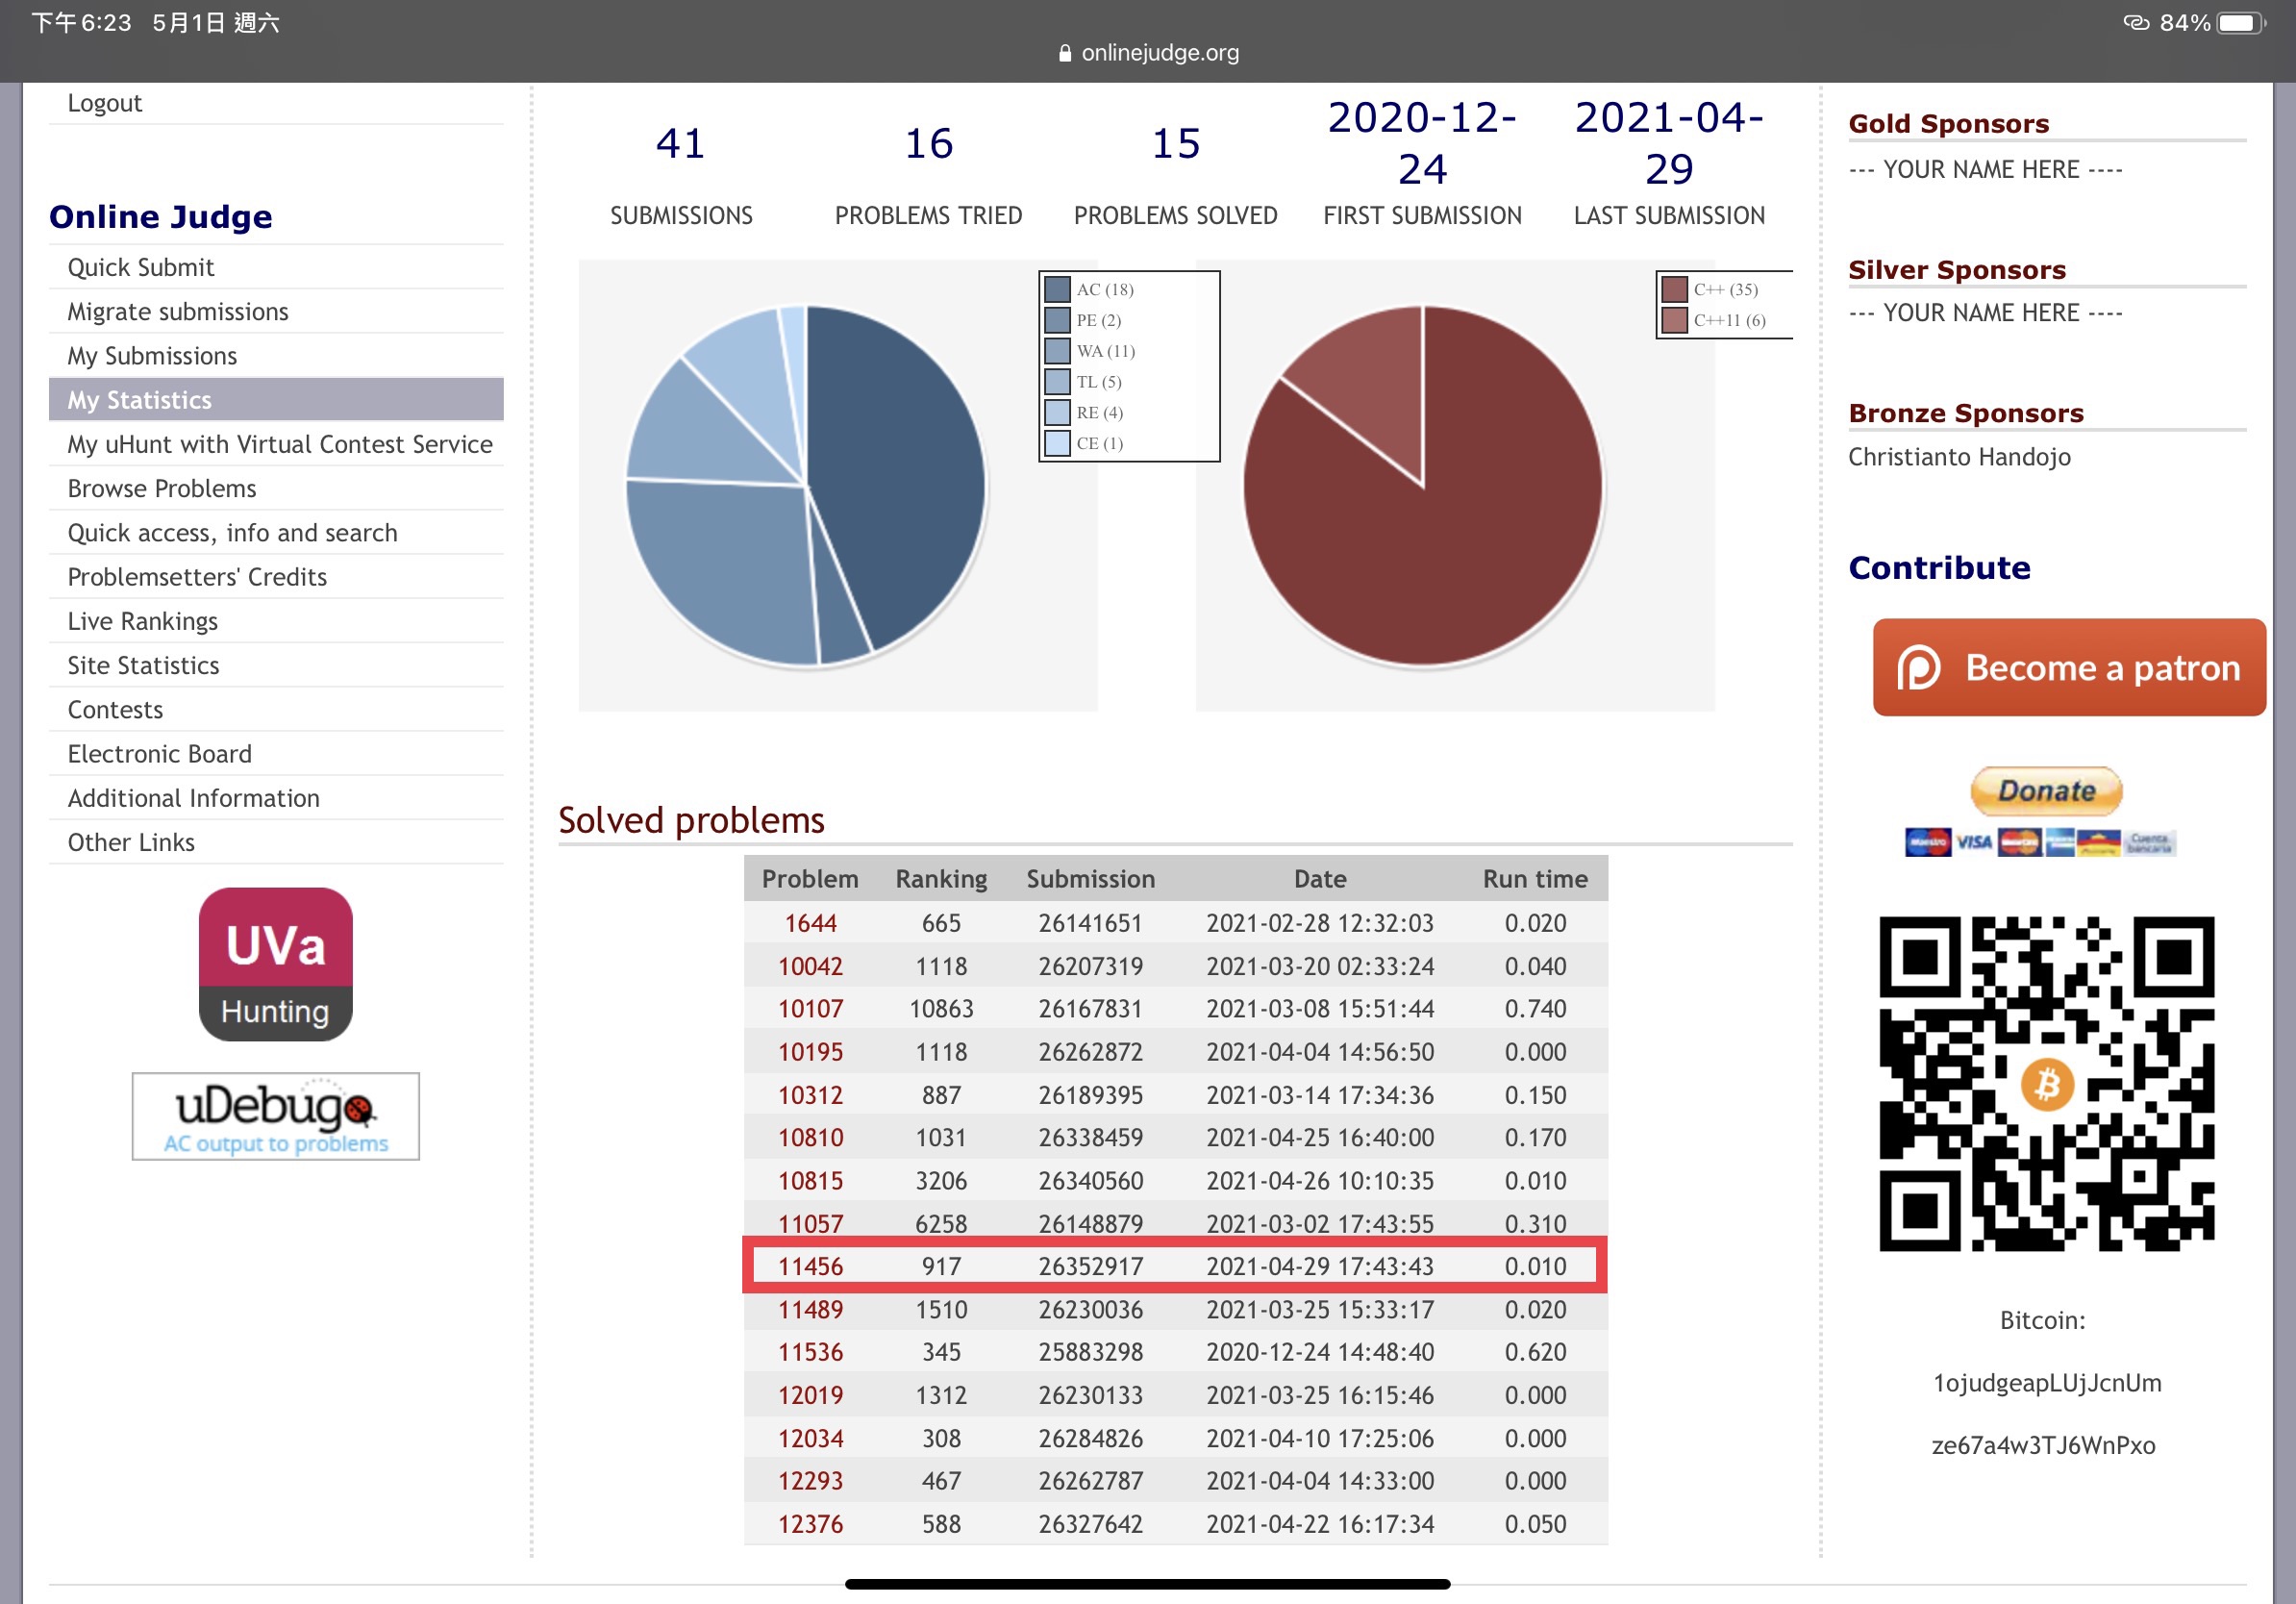 下午6:23 5月1日 週六
84%
onlinejudge.org
Logout
Online Judge
Quick Submit
Migrate submissions
My Submissions
My Statistics
My uHunt with Virtual Contest Service
Browse Problems
Quick access, info and search
Problemsetters' Credits
Live Rankings
Site Statistics
Contests
Electronic Board
Additional Information
Other Links
UVa
Hunting
uDebug
AC output to problems
41
SUBMISSIONS
16
PROBLEMS TRIED
15
PROBLEMS SOLVED
2020-12-
24
FIRST SUBMISSION
2021-04-
29
LAST SUBMISSION
AC (18)
PE (2)
WA (11)
TL (5)
RE (4)
CE (1)
C++ (35)
C++11 (6)
Solved problems
Problem Ranking Submission Date Run time
1644 665 26141651 2021-02-28 12:32:03 0.020
10042 1118 26207319 2021-03-20 02:33:24 0.040
10107 10863 26167831 2021-03-08 15:51:44 0.740
10195 1118 26262872 2021-04-04 14:56:50 0.000
10312 887 26189395 2021-03-14 17:34:36 0.150
10810 1031 26338459 2021-04-25 16:40:00 0.170
10815 3206 26340560 2021-04-26 10:10:35 0.010
11057 6258 26148879 2021-03-02 17:43:55 0.310
11456 917 26352917 2021-04-29 17:43:43 0.010
11489 1510 26230036 2021-03-25 15:33:17 0.020
11536 345 25883298 2020-12-24 14:48:40 0.620
12019 1312 26230133 2021-03-25 16:15:46 0.000
12034 308 26284826 2021-04-10 17:25:06 0.000
12293 467 26262787 2021-04-04 14:33:00 0.000
12376 588 26327642 2021-04-22 16:17:34 0.050
Gold Sponsors
--- YOUR NAME HERE ----
Silver Sponsors
--- YOUR NAME HERE ----
Bronze Sponsors
Christianto Handojo
Contribute
Become a patron
Donate
Maestro VISA MasterCard Cuenta
bancaria
Bitcoin:
1ojudgeapLUjJcnUm
ze67a4w3TJ6WnPxo